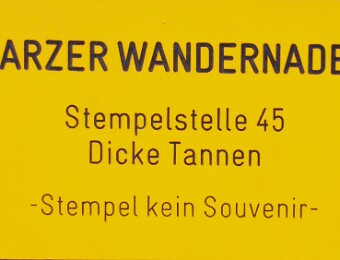 ARZER WANDERNADE
Stempelstelle 45
Dicke Tannen
-Stempel kein Souvenir-